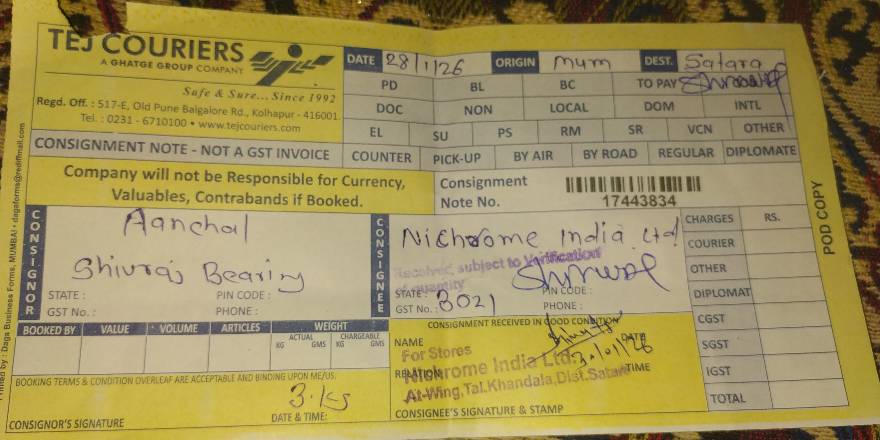 TEJ COURIERS
A GHATGE GROUP COMPANY
Safe & Sure... Since 1992
Regd. Off. : 517-E, Old Pune Balgalore Rd., Kolhapur - 416001.
Tel. : 0231 - 6710100 • www.tejcouriers.com
CONSIGNMENT NOTE - NOT A GST INVOICE
DATE 28/1/26 ORIGIN Mum DEST. Satara
PD BL BC TO PAY
DOC NON LOCAL DOM INTL
EL SU PS RM SR VCN OTHER
COUNTER PICK-UP BY AIR BY ROAD REGULAR DIPLOMATE
Company will not be Responsible for Currency,
Valuables, Contrabands if Booked.
Consignment
Note No. 17443834
CONSIGNOR
Aanchal
Shivraj Bearing
STATE : PIN CODE :
GST No. : PHONE :
CONSIGNEE
Nichrome India Ltd
Received, subject to Verification
of quantity
STATE : PIN CODE :
GST No. : 3021 PHONE :
CHARGES RS.
COURIER
OTHER
DIPLOMAT
CGST
SGST
IGST
TOTAL
BOOKED BY VALUE VOLUME ARTICLES WEIGHT
ACTUAL CHARGEABLE
KG GMS KG GMS
BOOKING TERMS & CONDITION OVERLEAF ARE ACCEPTABLE AND BINDING UPON ME/US.
3.kg
CONSIGNOR'S SIGNATURE DATE & TIME:
CONSIGNMENT RECEIVED IN GOOD CONDITION
NAME DATE
For Stores
RELATION TIME
Nichrome India Ltd.
At-Wing, Tal.Khandala, Dist.Satara
CONSIGNEE'S SIGNATURE & STAMP
POD COPY
Printed by : Daga Business Forms, MUMBAI • dagaforms@rediffmail.com